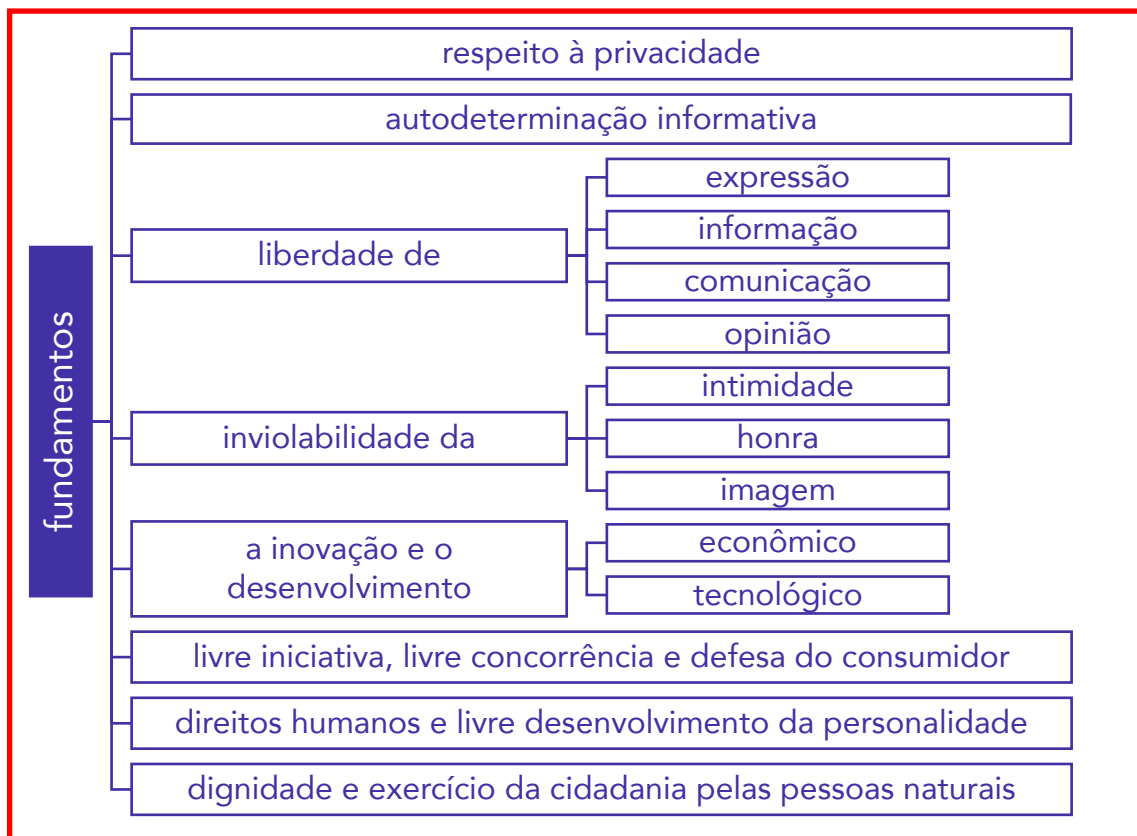 fundamentos
respeito à privacidade
autodeterminação informativa
liberdade de
expressão
informação
comunicação
opinião
inviolabilidade da
intimidade
honra
imagem
a inovação e o
desenvolvimento
econômico
tecnológico
livre iniciativa, livre concorrência e defesa do consumidor
direitos humanos e livre desenvolvimento da personalidade
dignidade e exercício da cidadania pelas pessoas naturais